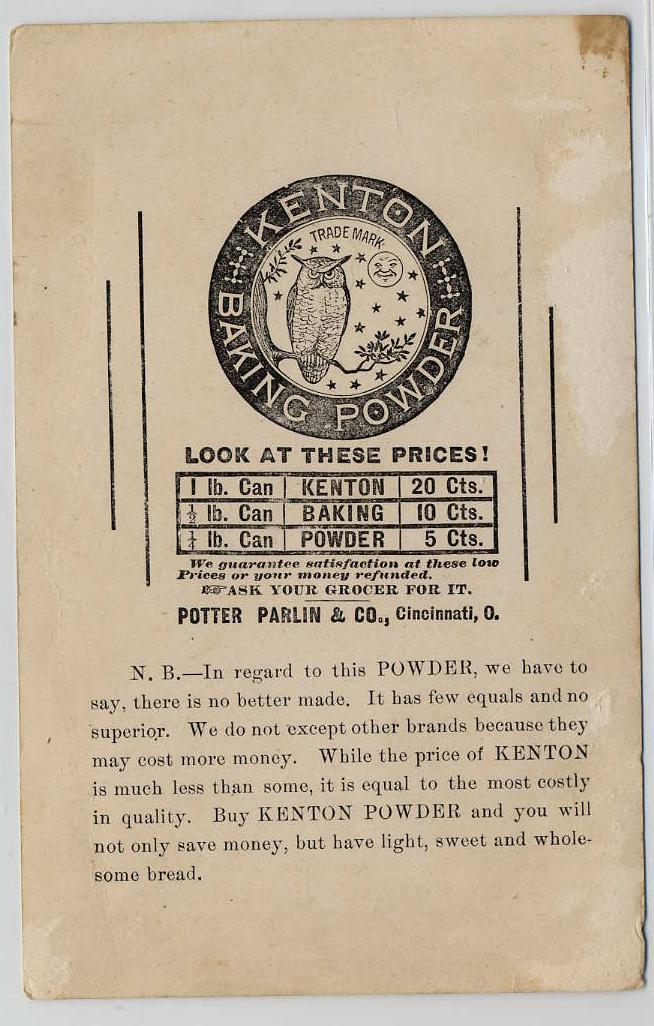 KENTON
TRADE MARK
BAKING POWDER
LOOK AT THESE PRICES!
1 lb. Can | KENTON | 20 Cts.
½ lb. Can | BAKING | 10 Cts.
¼ lb. Can | POWDER | 5 Cts.
We guarantee satisfaction at these low
Prices or your money refunded.
☞ASK YOUR GROCER FOR IT.
POTTER PARLIN & CO., Cincinnati, O.
N. B.—In regard to this POWDER, we have to
say, there is no better made. It has few equals and no
superior. We do not except other brands because they
may cost more money. While the price of KENTON
is much less than some, it is equal to the most costly
in quality. Buy KENTON POWDER and you will
not only save money, but have light, sweet and whole-
some bread.